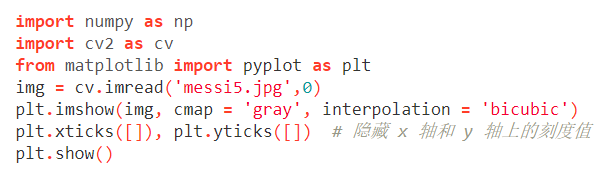 import numpy as np
import cv2 as cv
from matplotlib import pyplot as plt
img = cv.imread('messi5.jpg',0)
plt.imshow(img, cmap = 'gray', interpolation = 'bicubic')
plt.xticks([]), plt.yticks([])  # 隐藏 x 轴和 y 轴上的刻度值
plt.show()